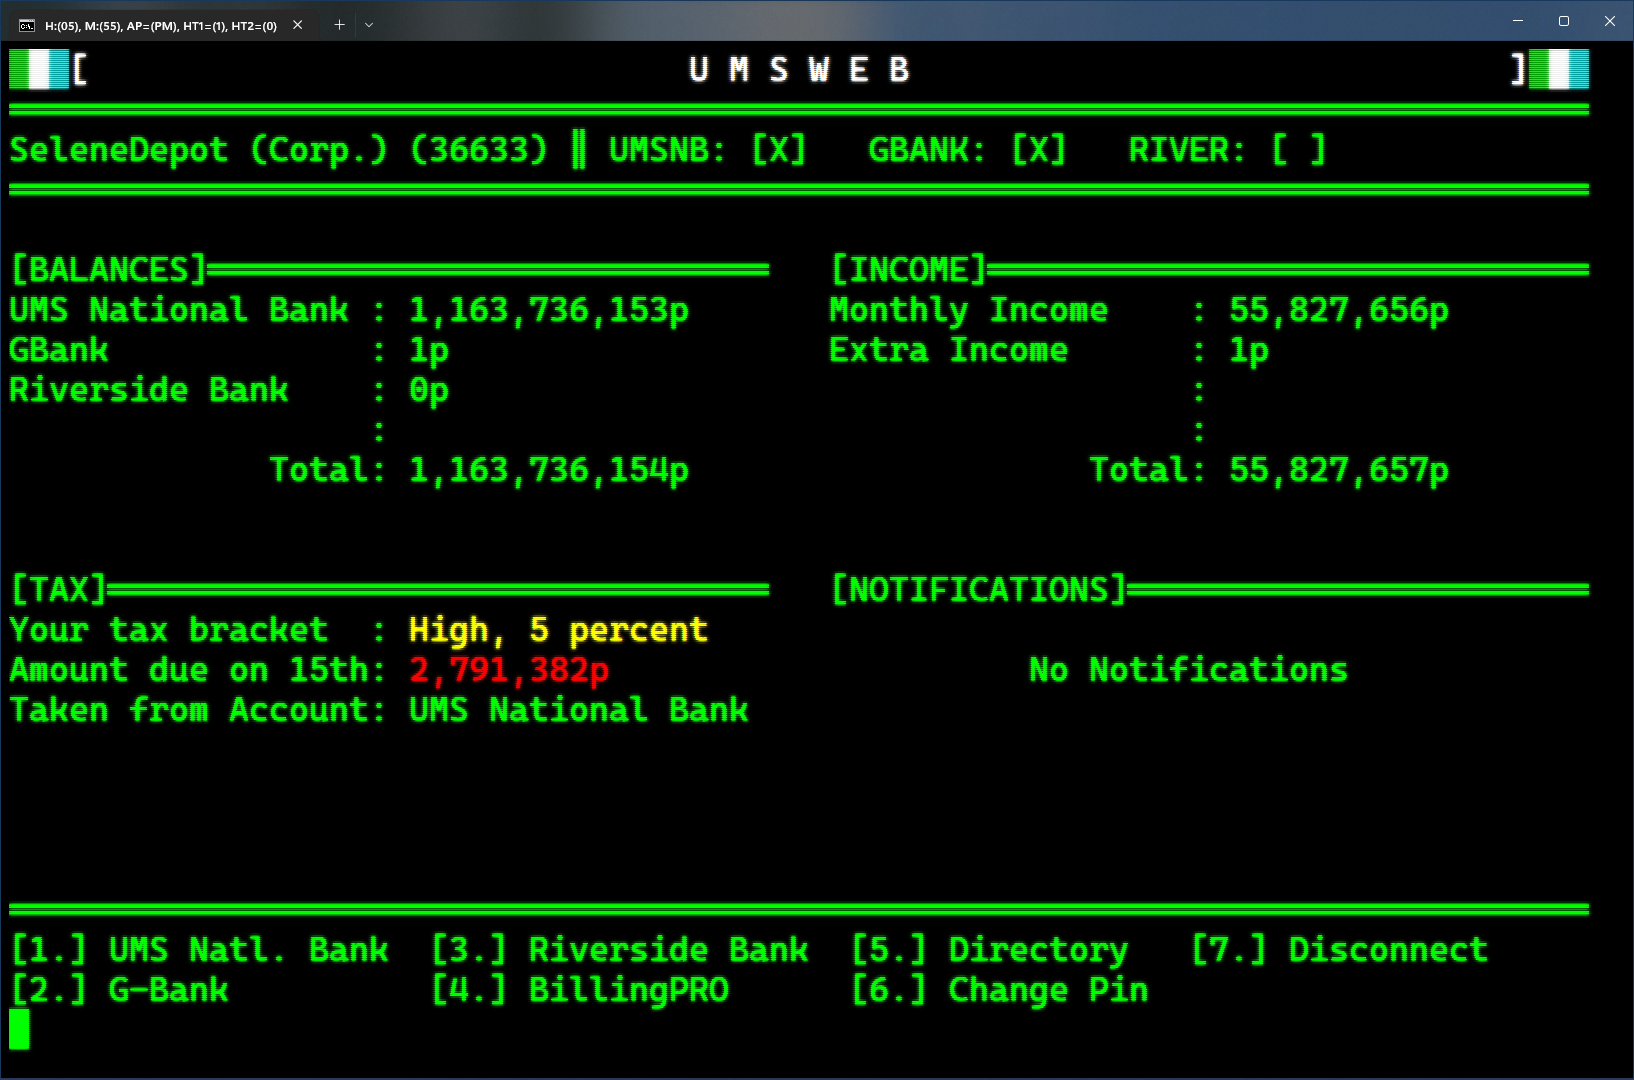 H:(05), M:(55), AP=(PM), HT1=(1), HT2=(0)
[ U M S W E B ]
SeleneDepot (Corp.) (36633) ║ UMSNB: [X] GBANK: [X] RIVER: [ ]
[BALANCES]
UMS National Bank : 1,163,736,153p
GBank : 1p
Riverside Bank : 0p
:
Total: 1,163,736,154p
[INCOME]
Monthly Income : 55,827,656p
Extra Income : 1p
:
:
Total: 55,827,657p
[TAX]
Your tax bracket : High, 5 percent
Amount due on 15th: 2,791,382p
Taken from Account: UMS National Bank
[NOTIFICATIONS]
No Notifications
[1.] UMS Natl. Bank [3.] Riverside Bank [5.] Directory [7.] Disconnect
[2.] G-Bank [4.] BillingPRO [6.] Change Pin